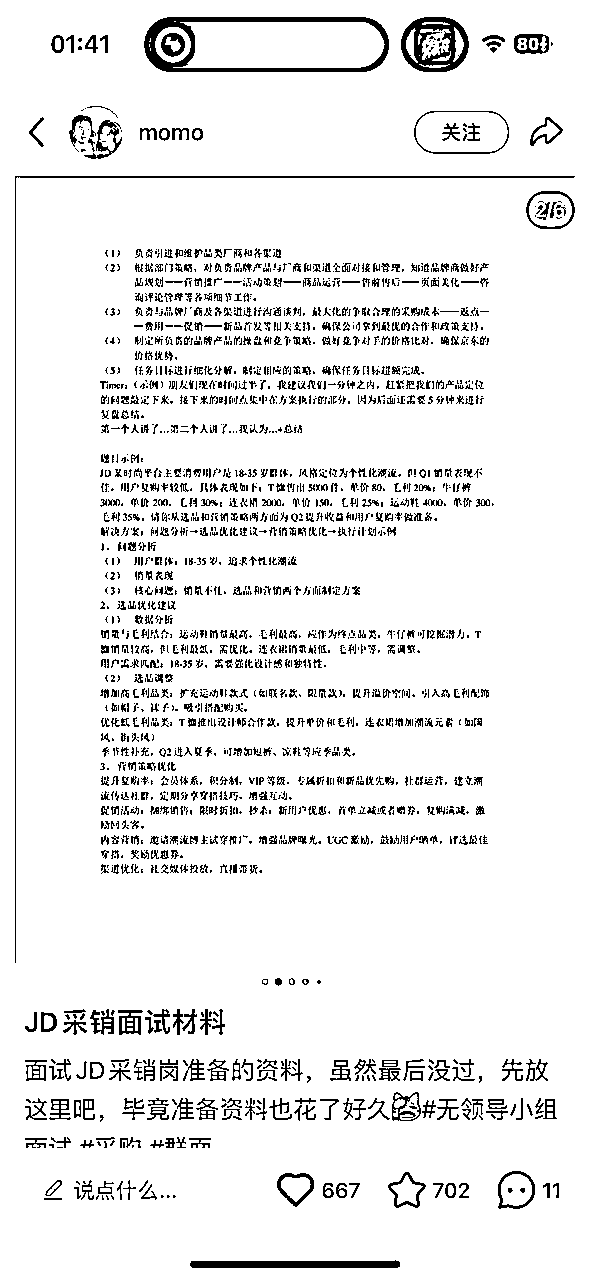 01:41
80
momo
关注
2/6
（1） 负责引进和维护品类厂商和各渠道
（2） 根据部门策略，对负责品牌产品与厂商和渠道全面对接和管理，知道品牌商做好产
品规划——营销推广——活动策划——商品运营——售前售后——页面美化——咨
询评论管理等各项细节工作。
（3） 负责与品牌厂商及各渠道进行沟通谈判，最大化的争取合理的采购成本——返点—
—费用——促销——新品首发等相关支持，确保公司拿到最优的合作和政策支持。
（4） 制定所负责的品牌产品的操盘和竞争策略，做好竞争对手的价格比对，确保京东的
价格优势。
（5） 任务目标进行细化分解，制定相应的策略，确保任务目标超额完成。
Timer：（示例）朋友们现在时间过半了，我建议我们一分钟之内，赶紧把我们的产品定位
的问题敲定下来，接下来的时间点集中在方案执行的部分，因为后面还需要5分钟来进行
复盘总结。
第一个人讲了...第二个人讲了...我认为...+总结
题目示例：
JD某时尚平台主要消费用户是18-35岁群体，风格定位为个性化潮流，但Q1销量表现不
佳，用户复购率较低，具体表现如下：T恤售出5000件，单价80，毛利20%；牛仔裤
3000，单价200，毛利30%；连衣裙2000，单价150，毛利25%；运动鞋4000，单价300，
毛利35%。请你从选品和营销策略两方面为Q2提升收益和用户复购率做准备。
解决方案：问题分析→选品优化建议→营销策略优化→执行计划示例
1、问题分析
（1） 用户群体：18-35岁，追求个性化潮流
（2） 销量表现
（3） 核心问题：销量不佳，选品和营销两个方面制定方案
2、选品优化建议
（1） 数据分析
销量与毛利结合：运动鞋销量最高，毛利最高，应作为终点品类，牛仔裤可挖掘潜力，T
恤销量较高，但毛利最低，需优化。连衣裙销量最低，毛利中等，需调整。
用户需求匹配：18-35岁，需要强化设计感和独特性。
（2） 选品调整
增加高毛利品类：扩充运动鞋款式（如联名款、限量款），提升溢价空间。引入高毛利配饰
（如帽子、袜子），吸引搭配购买。
优化低毛利品类：T恤推出设计师合作款，提升单价和毛利，连衣裙增加潮流元素（如国
风、街头风）
季节性补充，Q2进入夏季，可增加短裤、凉鞋等应季品类。
3、营销策略优化
提升复购率：会员体系，积分制，VIP等级，专属折扣和新品优先购，社群运营，建立潮
流传达社群，定期分享穿搭技巧，增强互动。
促销活动：捆绑销售；限时折扣，秒杀；新用户优惠，首单立减或者赠券，复购满减，激
励回头客。
内容营销：邀请潮流博主试穿推广，增强品牌曝光。UGC激励，鼓励用户晒单，评选最佳
穿搭，奖励优惠券。
渠道优化：社交媒体投放，直播带货。
JD采销面试材料
面试JD采销岗准备的资料，虽然最后没过，先放
这里吧，毕竟准备资料也花了好久#无领导小组
面试 #采购 #群面
说点什么...
667
702
11